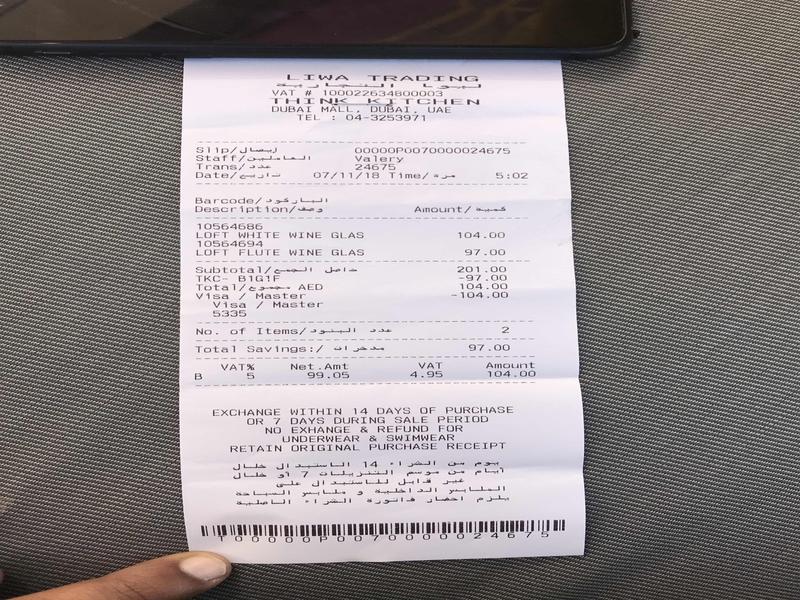 LIWA TRADING
ليوا التجارية
VAT # 100022634800003
THINK KITCHEN
DUBAI MALL, DUBAI, UAE
TEL : 04-3253971
Slip/إيصال 00000P0070000024675
Staff/العاملين Valery
Trans/عدد 24675
Date/تاريخ 07/11/18 Time/مره 5:02
Barcode/الباركود
Description/وصف Amount/كمية
10564686
LOFT WHITE WINE GLAS 104.00
10564694
LOFT FLUTE WINE GLAS 97.00
Subtotal/حاصل الجمع 201.00
TKC- B1G1F -97.00
Total/مجموع AED 104.00
Visa / Master -104.00
Visa / Master
5335
No. of Items/عدد البنود 2
Total Savings:/مدخرات 97.00
VAT% Net.Amt VAT Amount
B 5 99.05 4.95 104.00
EXCHANGE WITHIN 14 DAYS OF PURCHASE
OR 7 DAYS DURING SALE PERIOD
NO EXHANGE & REFUND FOR
UNDERWEAR & SWIMWEAR
RETAIN ORIGINAL PURCHASE RECEIPT
يوم من الشراء 14 الاستبدال خلال
أيام من موسم التنزيلات 7 أو خلال
غير قابل للاستبدال على
الملابس الداخلية و ملابس السباحة
يلزم احضار فاتورة الشراء الاصلية
T00000P0070000024675